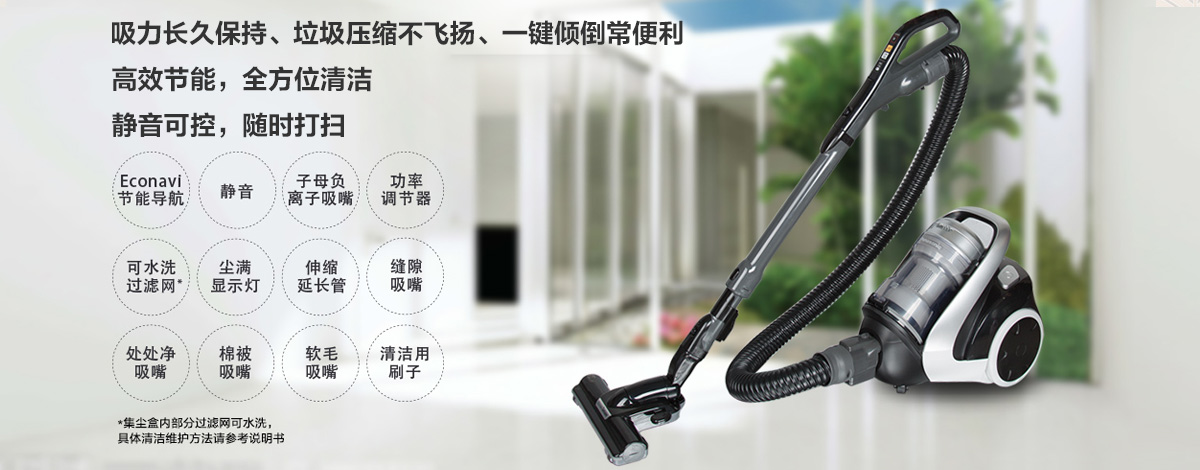 吸力长久保持、垃圾压缩不飞扬、一键倾倒常便利
高效节能，全方位清洁
静音可控，随时打扫
Econavi
节能导航
静音
子母负
离子吸嘴
功率
调节器
可水洗
过滤网*
尘满
显示灯
伸缩
延长管
缝隙
吸嘴
处处净
吸嘴
棉被
吸嘴
软毛
吸嘴
清洁用
刷子
*集尘盒内部分过滤网可水洗，
具体清洁维护方法请参考说明书